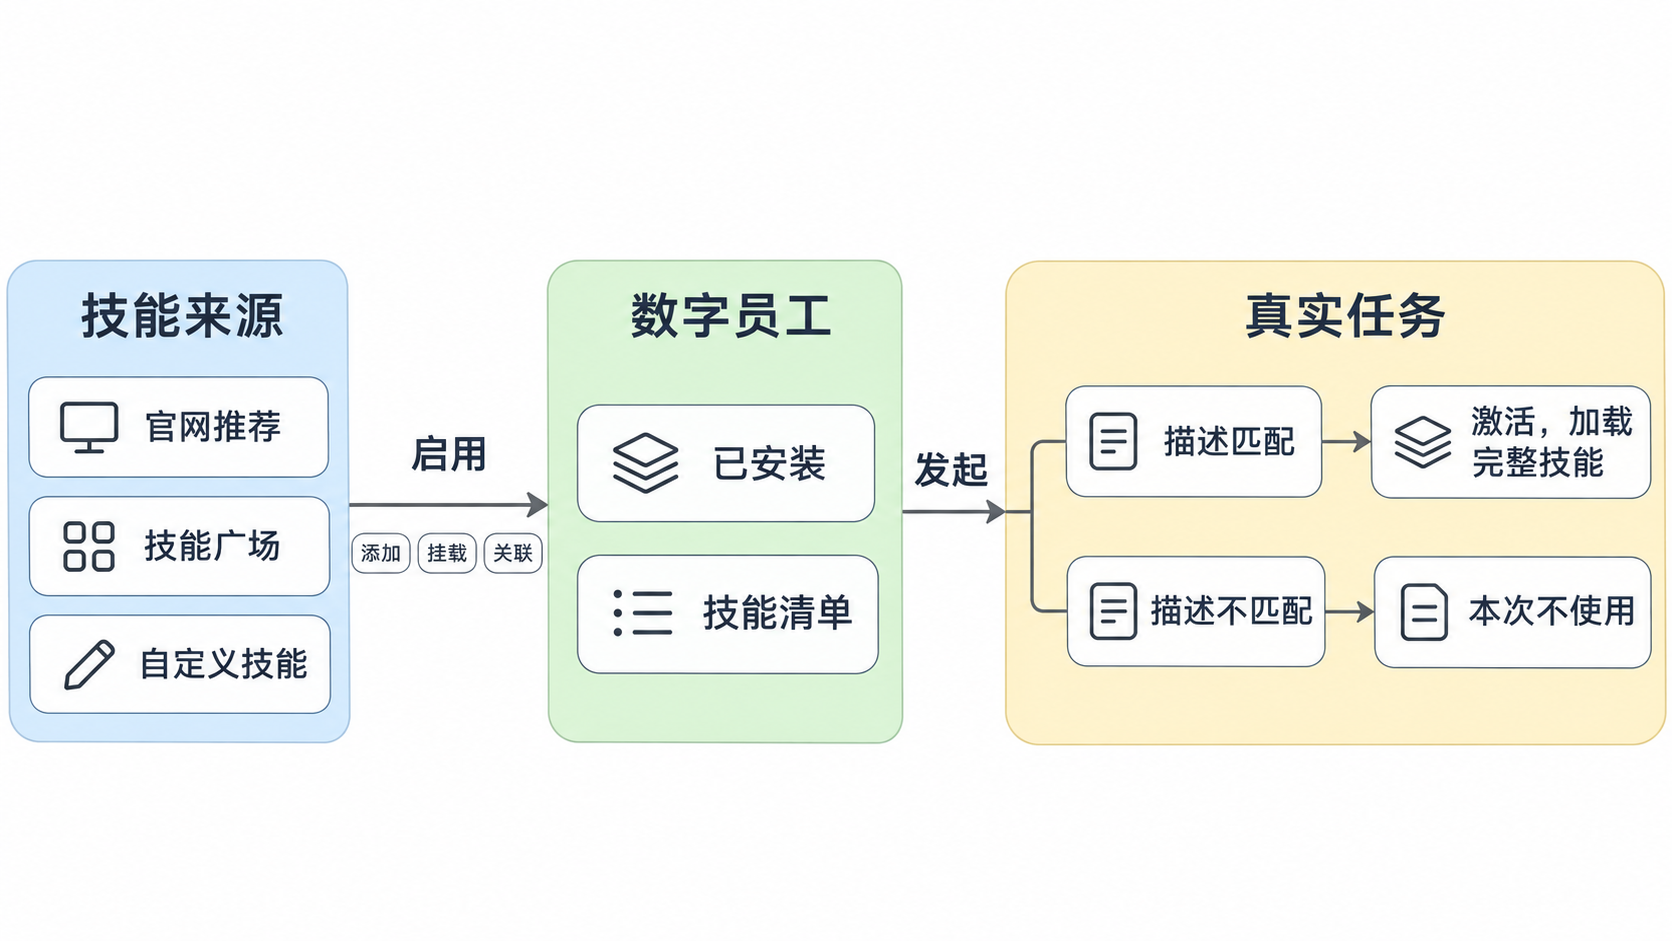 技能来源
官网推荐
技能广场
自定义技能
启用
添加
挂载
关联
数字员工
已安装
技能清单
发起
真实任务
描述匹配
激活，加载
完整技能
描述不匹配
本次不使用